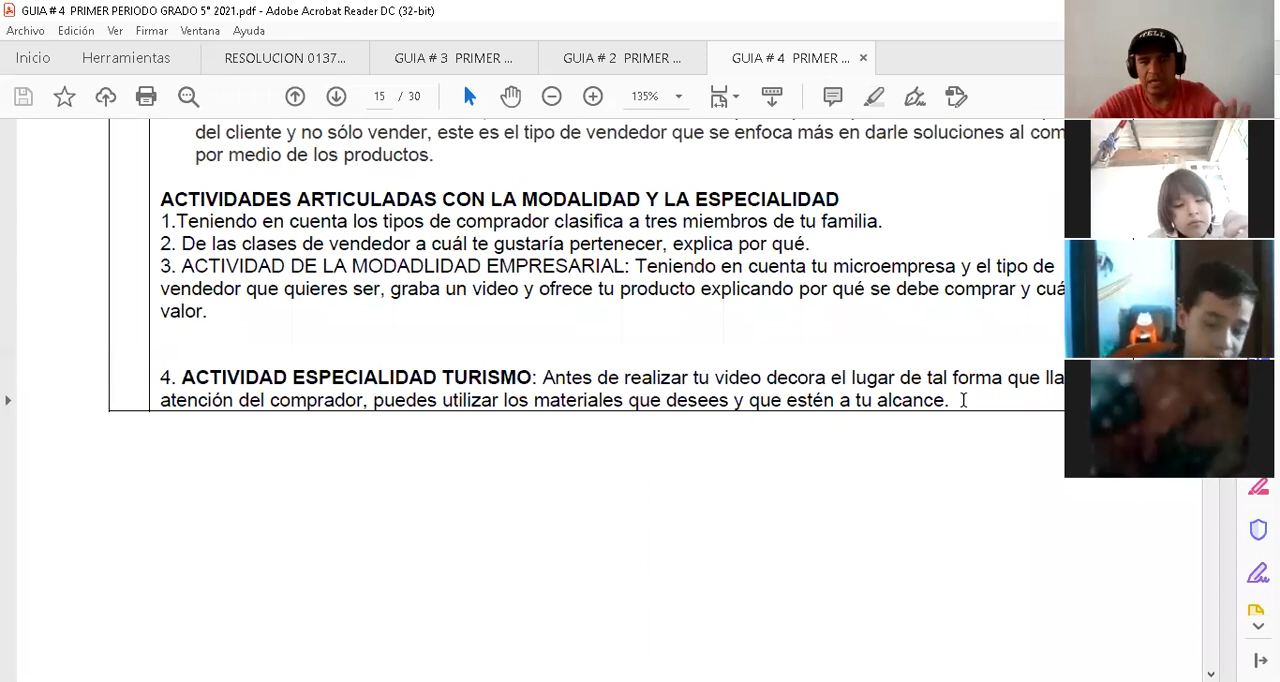 GUIA # 4 PRIMER PERIODO GRADO 5° 2021.pdf - Adobe Acrobat Reader DC (32-bit)
Archivo Edición Ver Firmar Ventana Ayuda
Inicio Herramientas RESOLUCION 0137... GUIA # 3 PRIMER ... GUIA # 2 PRIMER ... GUIA # 4 PRIMER ...
15 / 30 135%
del cliente y no sólo vender, este es el tipo de vendedor que se enfoca más en darle soluciones al com
por medio de los productos.
ACTIVIDADES ARTICULADAS CON LA MODALIDAD Y LA ESPECIALIDAD
1.Teniendo en cuenta los tipos de comprador clasifica a tres miembros de tu familia.
2. De las clases de vendedor a cuál te gustaría pertenecer, explica por qué.
3. ACTIVIDAD DE LA MODADLIDAD EMPRESARIAL: Teniendo en cuenta tu microempresa y el tipo de
vendedor que quieres ser, graba un video y ofrece tu producto explicando por qué se debe comprar y cuá
valor.
4. ACTIVIDAD ESPECIALIDAD TURISMO: Antes de realizar tu video decora el lugar de tal forma que lla
atención del comprador, puedes utilizar los materiales que desees y que estén a tu alcance.